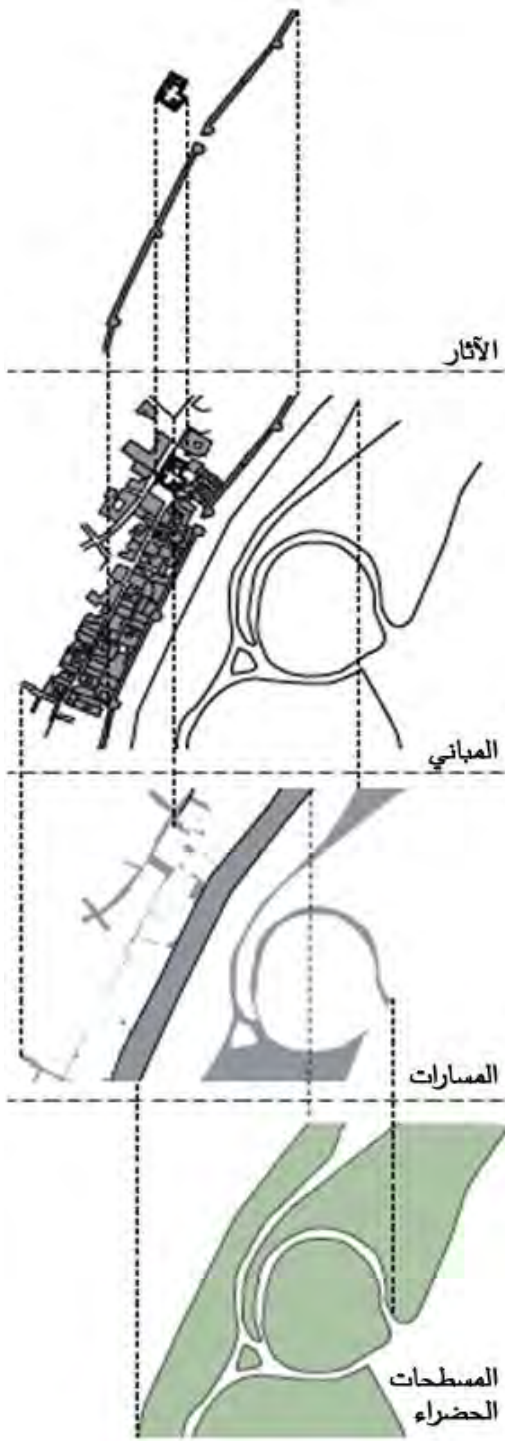 الآثار
المباني
المسارات
المسطحات
الحضراء